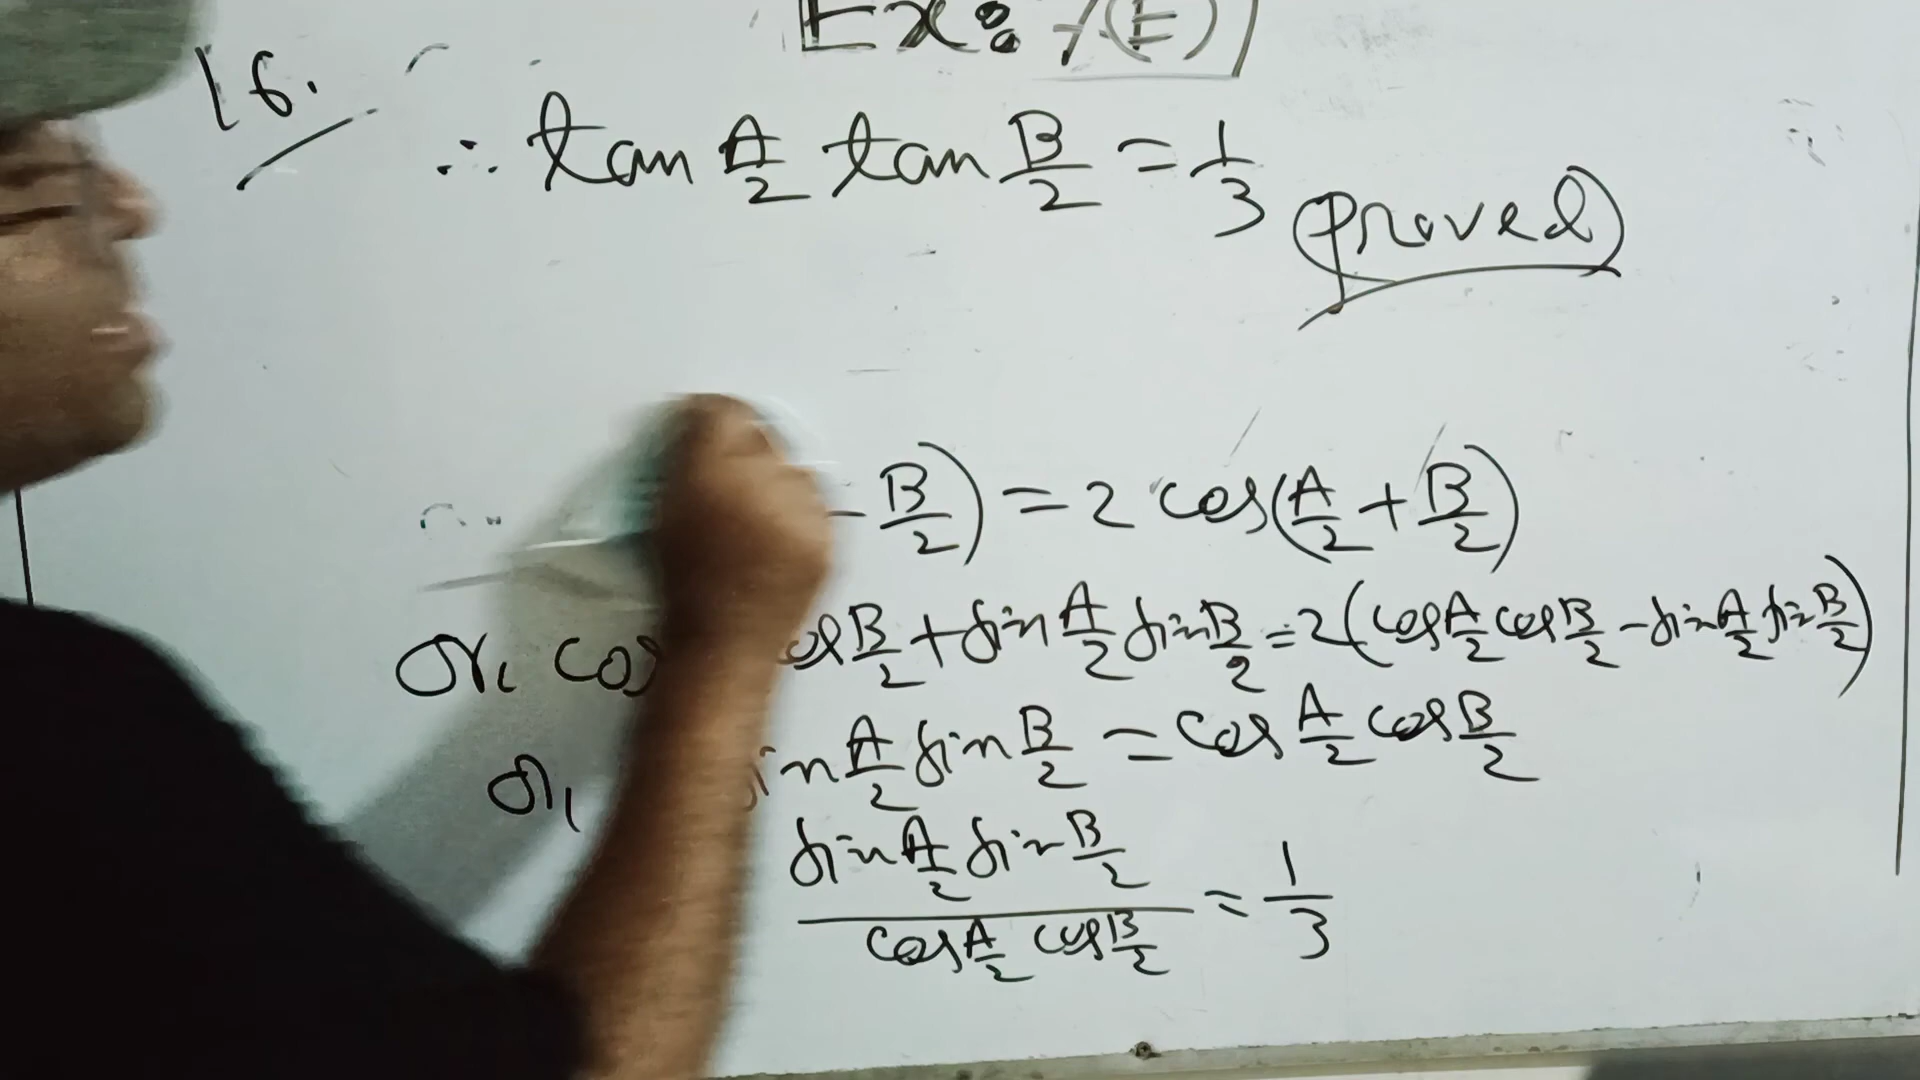 Ex: 7(E)
16.
∴ tan A/2 tan B/2 = 1/3 proved
- B/2) = 2 cos(A/2 + B/2)
or, cos B/2 + sin A/2 sin B/2 = 2(cos A/2 cos B/2 - sin A/2 sin B/2)
or, sin A/2 sin B/2 = cos A/2 cos B/2
sin A/2 sin B/2 / cos A/2 cos B/2 = 1/3